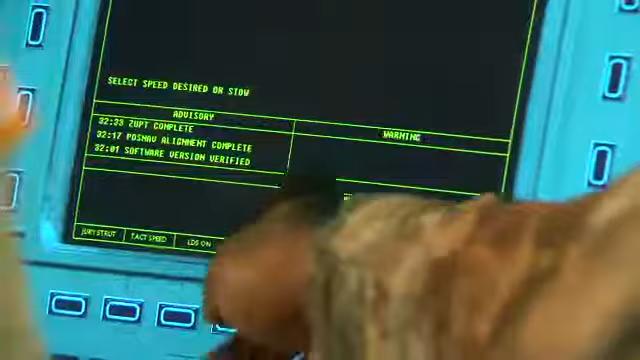 SELECT SPEED DESIRED OR STOW
ADVISORY
WARNING
32:33 ZUPT COMPLETE
32:17 POSNAV ALIGNMENT COMPLETE
32:01 SOFTWARE VERSION VERIFIED
JURY STRUT
TACT SPEED
LDS ON